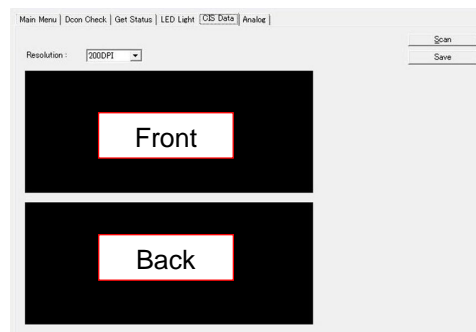 Main Menu Dcon Check Get Status LED Light CIS Data Analog
Scan
Resolution : 200DPI
Save
Front
Back